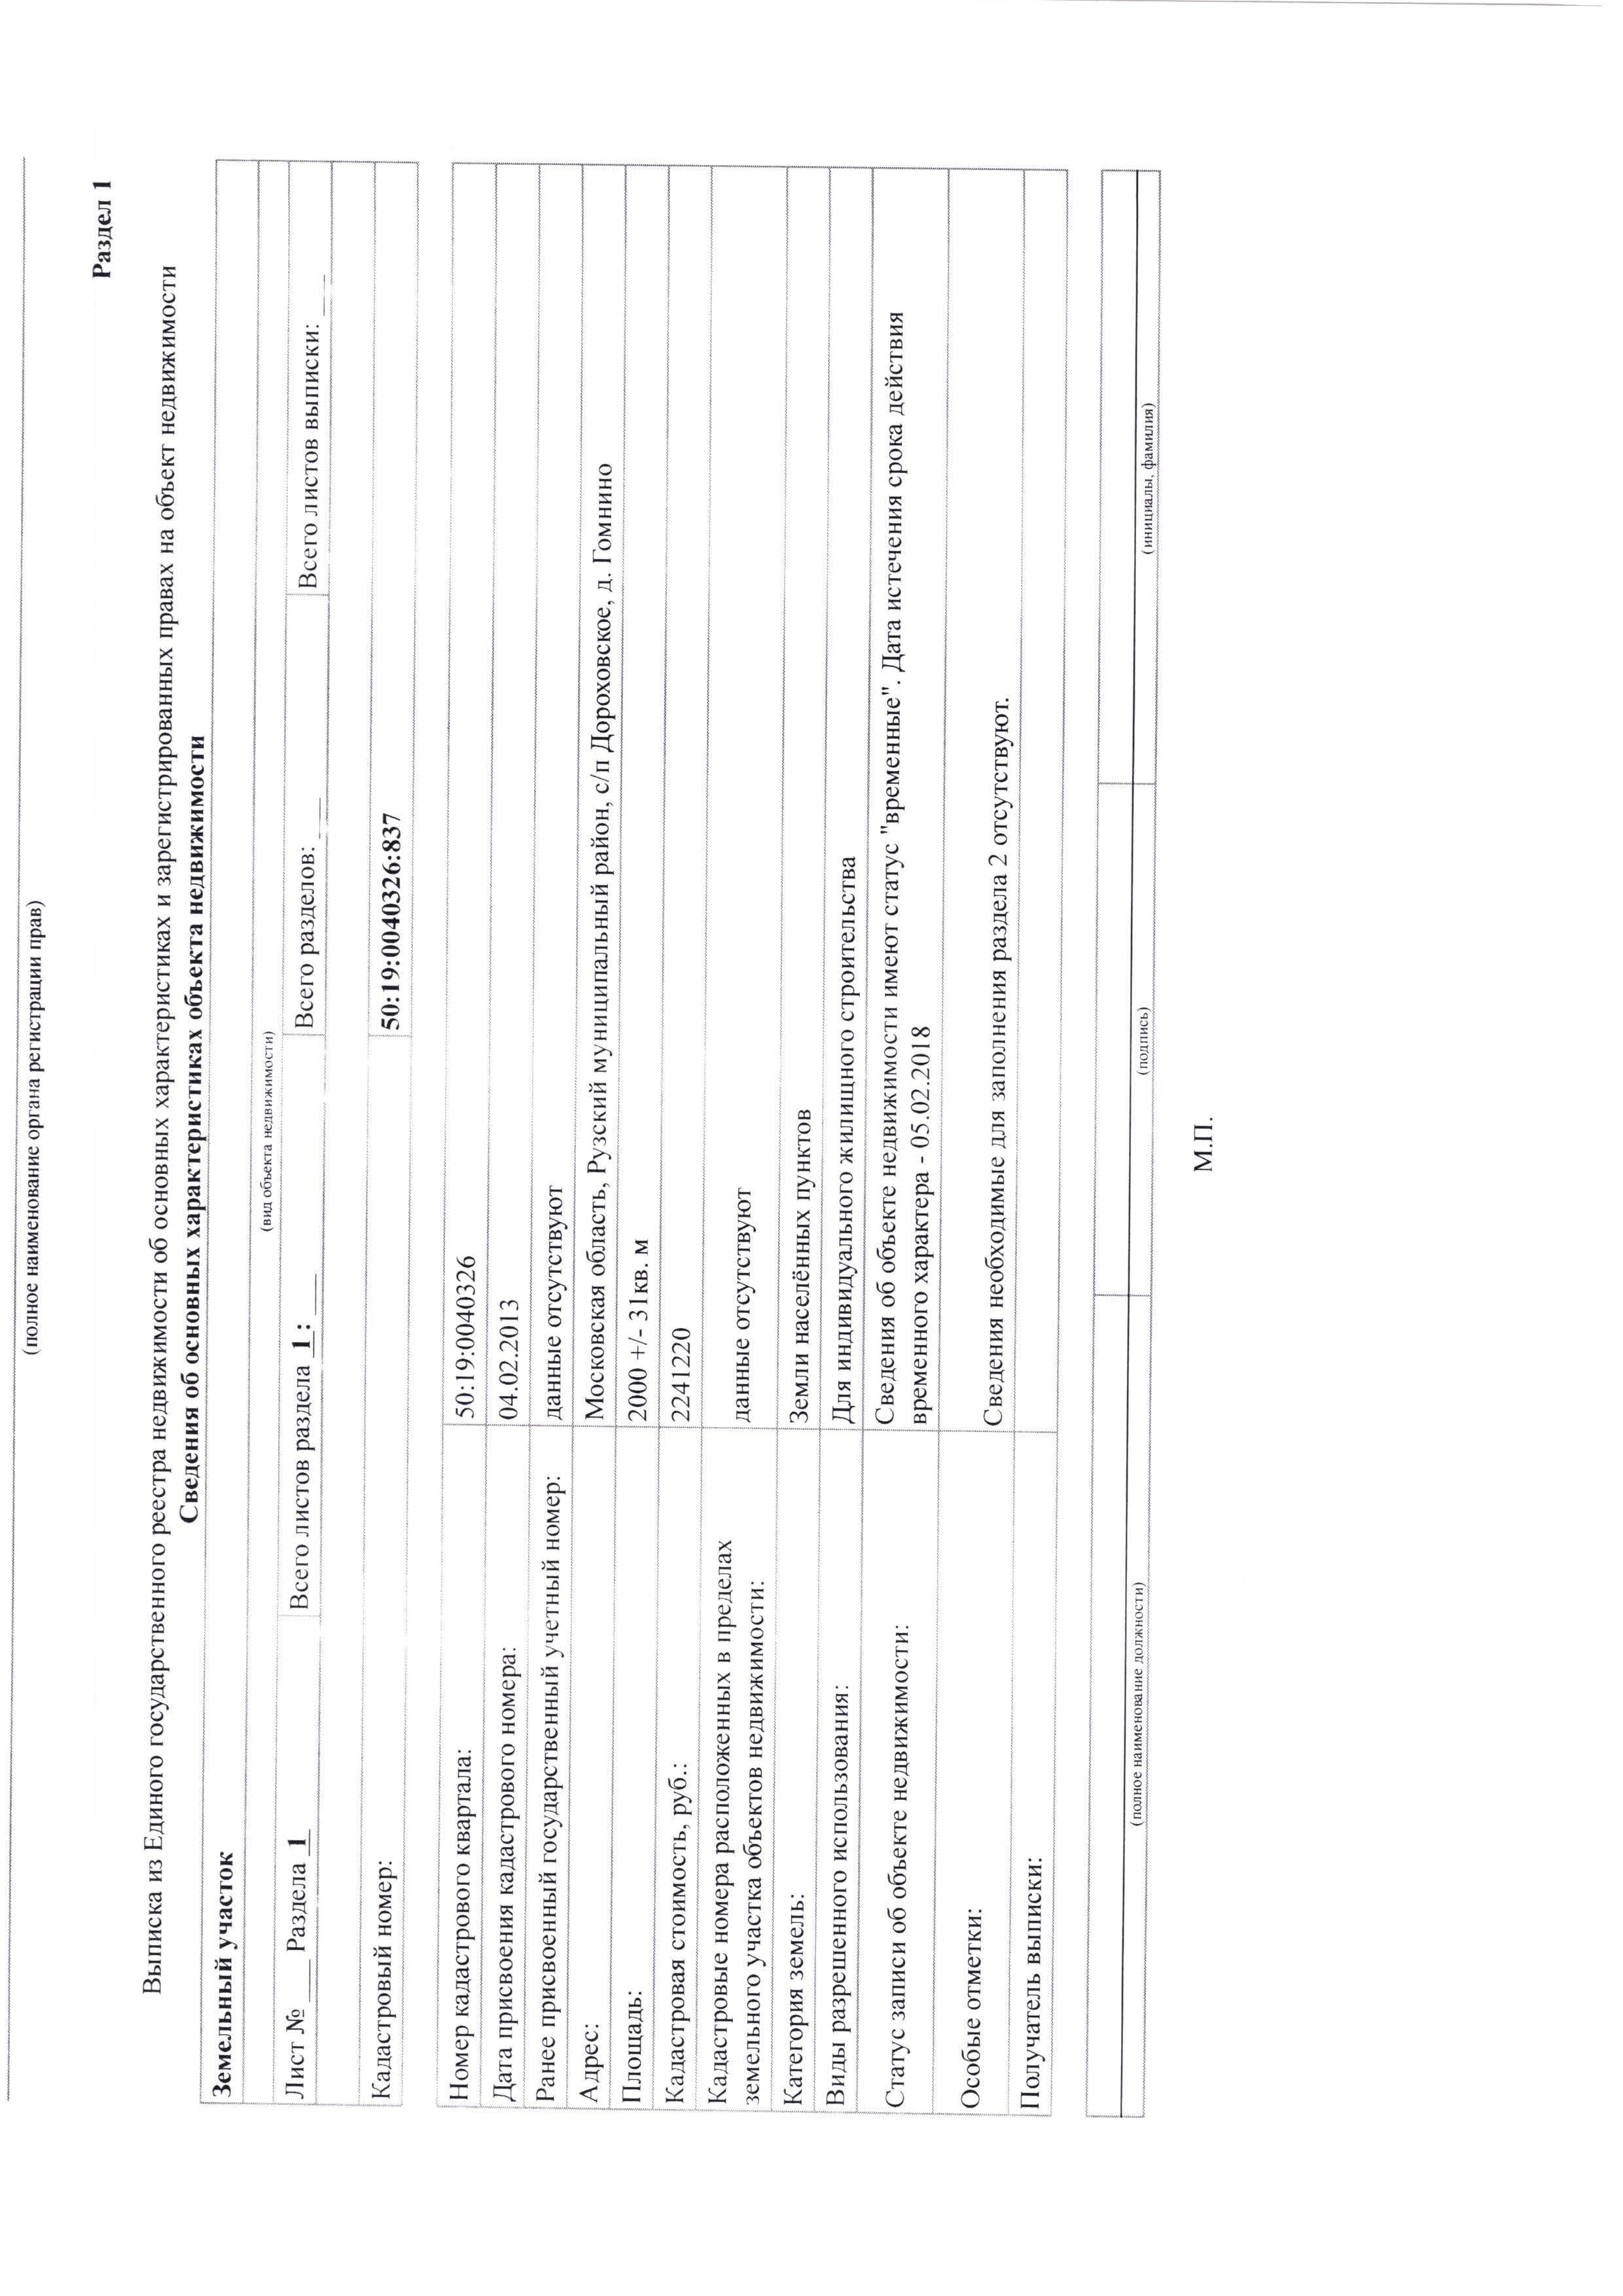 (полное наименование органа регистрации прав)
Раздел 1
Выписка из Единого государственного реестра недвижимости об основных характеристиках и зарегистрированных правах на объект недвижимости
Сведения об основных характеристиках объекта недвижимости
Земельный участок
(вид объекта недвижимости)
Лист № ___ Раздела 1 Всего листов раздела 1 : ___ Всего разделов: ___ Всего листов выписки: ___
Кадастровый номер: 50:19:0040326:837
Номер кадастрового квартала: 50:19:0040326
Дата присвоения кадастрового номера: 04.02.2013
Ранее присвоенный государственный учетный номер: данные отсутствуют
Адрес: Московская область, Рузский муниципальный район, с/п Дороховское, д. Гомнино
Площадь: 2000 +/- 31кв. м
Кадастровая стоимость, руб.: 2241220
Кадастровые номера расположенных в пределах
земельного участка объектов недвижимости: данные отсутствуют
Категория земель: Земли населённых пунктов
Виды разрешенного использования: Для индивидуального жилищного строительства
Статус записи об объекте недвижимости: Сведения об объекте недвижимости имеют статус "временные". Дата истечения срока действия
временного характера - 05.02.2018
Особые отметки: Сведения необходимые для заполнения раздела 2 отсутствуют.
Получатель выписки:
(полное наименование должности) (подпись) (инициалы, фамилия)
М.П.